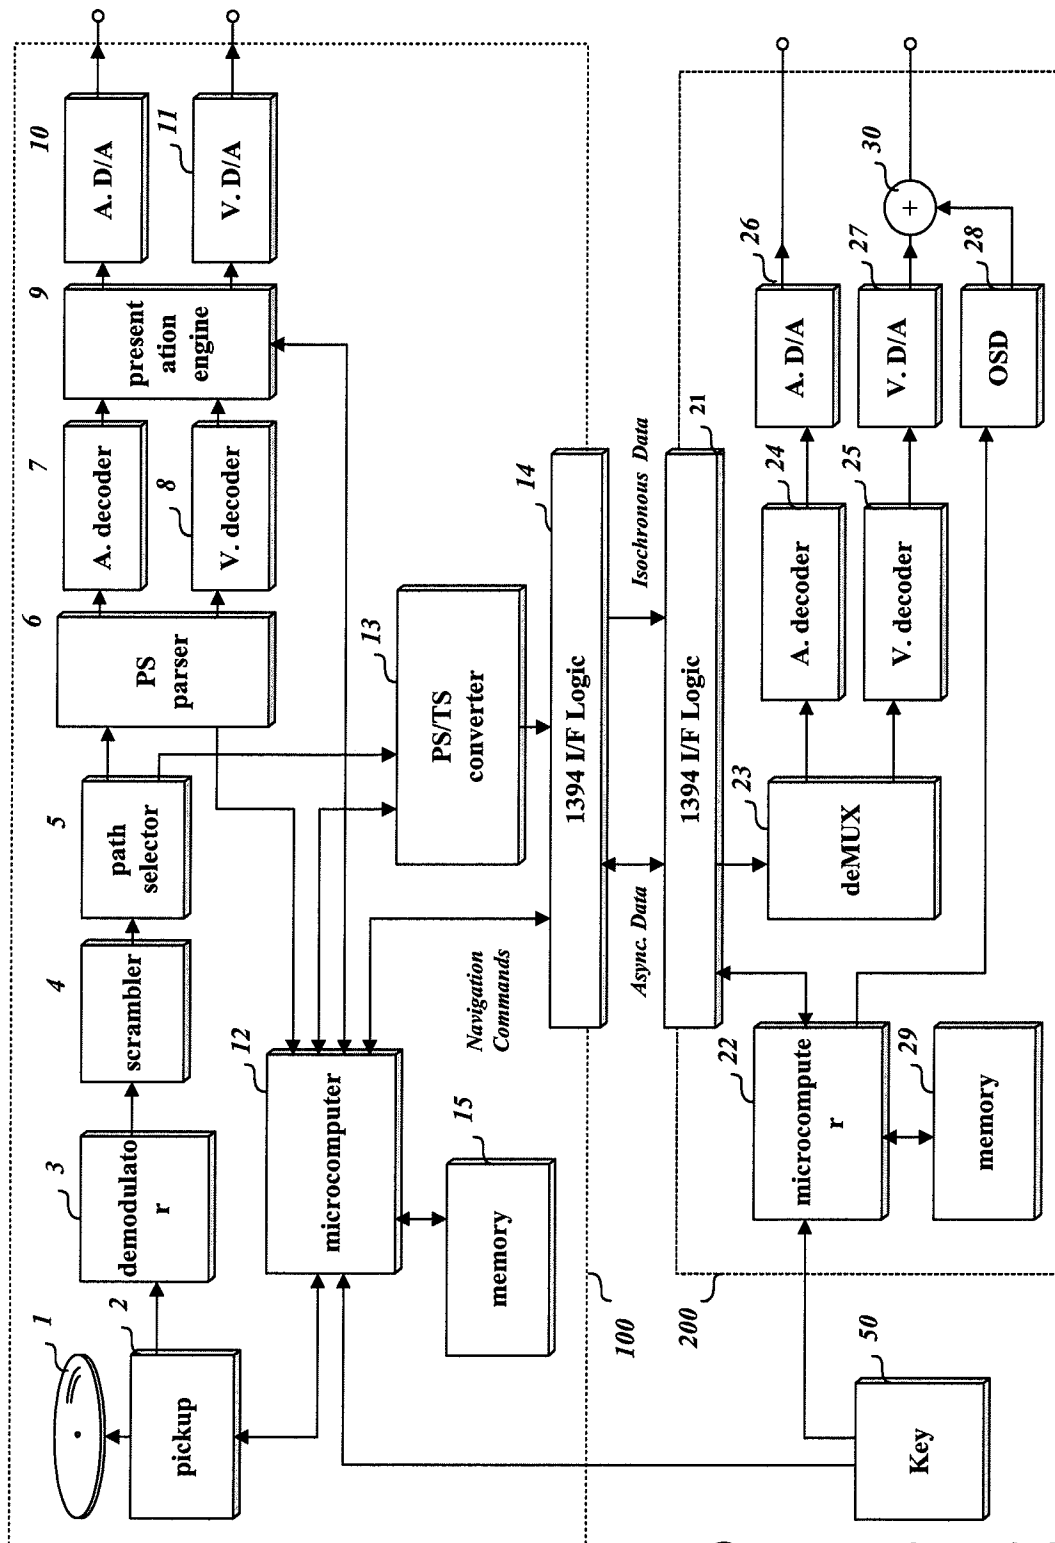 1
2
pickup
3
demodulato
r
4
scrambler
5
path
selector
6
PS
parser
7
A. decoder
8
V. decoder
9
present
ation
engine
10
A. D/A
11
V. D/A
12
microcomputer
15
memory
13
PS/TS
converter
Navigation
Commands
14
1394 I/F Logic
100
Async. Data
Isochronous Data
21
1394 I/F Logic
200
22
microcompute
r
29
memory
23
deMUX
24
A. decoder
25
V. decoder
26
A. D/A
27
V. D/A
28
OSD
30
+
50
Key